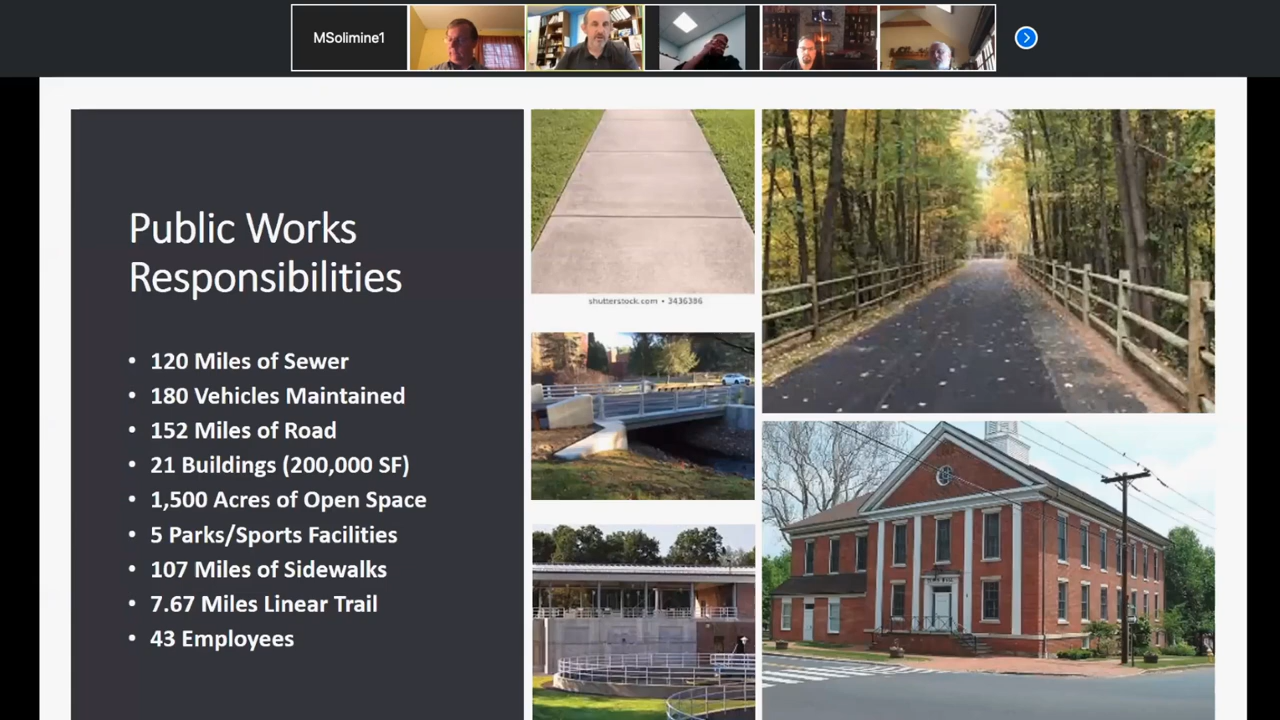 MSolimine1
Public Works
Responsibilities
• 120 Miles of Sewer
• 180 Vehicles Maintained
• 152 Miles of Road
• 21 Buildings (200,000 SF)
• 1,500 Acres of Open Space
• 5 Parks/Sports Facilities
• 107 Miles of Sidewalks
• 7.67 Miles Linear Trail
• 43 Employees
shutterstock.com • 3436386